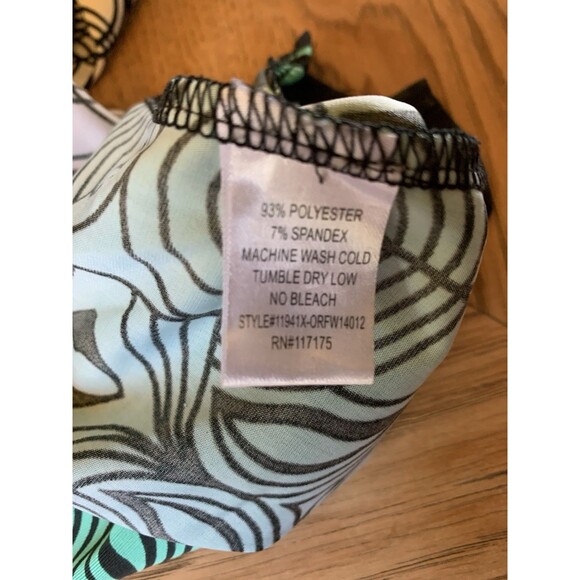 93% POLYESTER
7% SPANDEX
MACHINE WASH COLD
TUMBLE DRY LOW
NO BLEACH
STYLE#11941X-ORFW14012
RN#117175